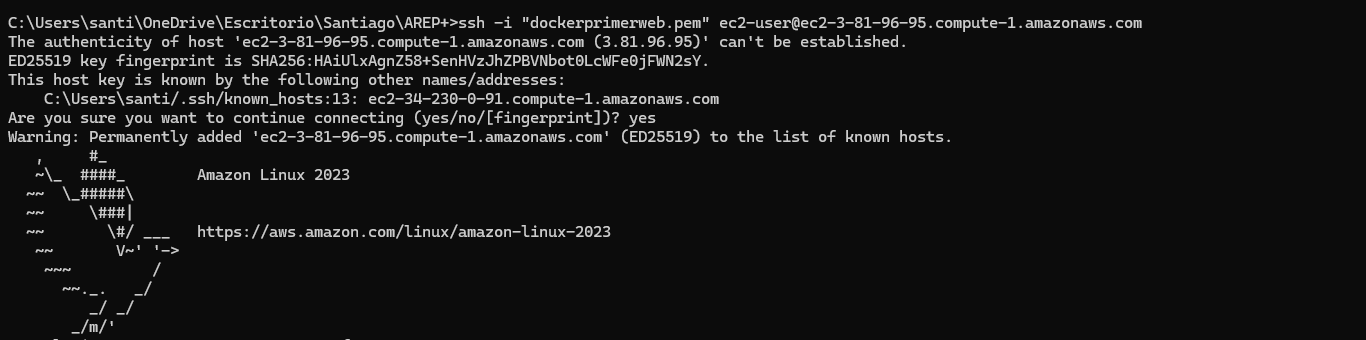 C:\Users\santi\OneDrive\Escritorio\Santiago\AREP+>ssh -i "dockerprimerweb.pem" ec2-user@ec2-3-81-96-95.compute-1.amazonaws.com
The authenticity of host 'ec2-3-81-96-95.compute-1.amazonaws.com (3.81.96.95)' can't be established.
ED25519 key fingerprint is SHA256:HAiUlxAgnZ58+SenHVzJhZPBVNbot0LcWFe0jFWN2sY.
This host key is known by the following other names/addresses:
    C:\Users\santi/.ssh/known_hosts:13: ec2-34-230-0-91.compute-1.amazonaws.com
Are you sure you want to continue connecting (yes/no/[fingerprint])? yes
Warning: Permanently added 'ec2-3-81-96-95.compute-1.amazonaws.com' (ED25519) to the list of known hosts.
   ,     #_
   ~\_  ####_        Amazon Linux 2023
  ~~  \_#####\
  ~~     \###|
  ~~       \#/ ___   https://aws.amazon.com/linux/amazon-linux-2023
   ~~       V~' '->
    ~~~         /
      ~~._.   _/
         _/ _/
       _/m/'